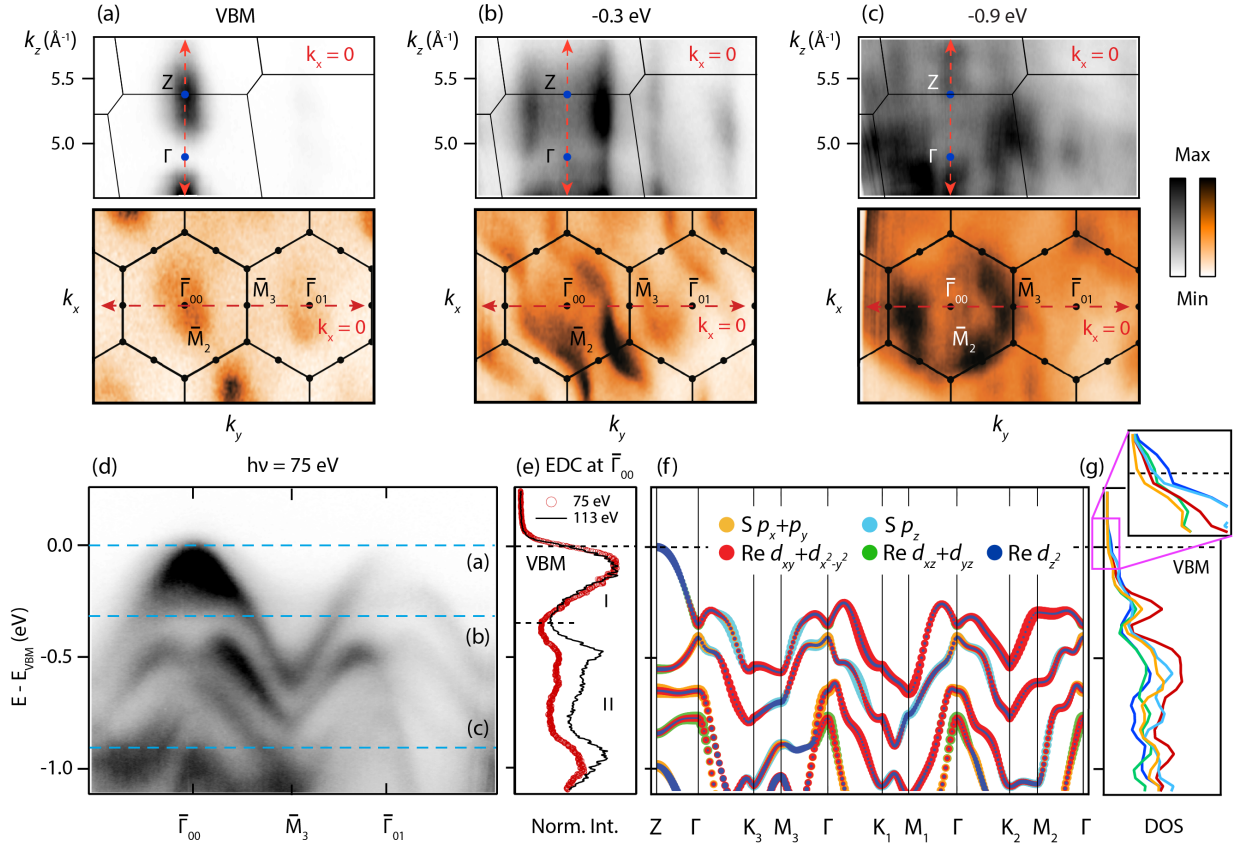 (a) VBM
(b) -0.3 eV
(c) -0.9 eV
k_z (Å⁻¹)
k_x = 0
5.5
Z
5.0
Γ
k_z (Å⁻¹)
k_x = 0
5.5
Z
5.0
Γ
k_z (Å⁻¹)
k_x = 0
5.5
Z
5.0
Γ
Max
Min
k_x
Γ̄₀₀ M̄₃ Γ̄₀₁
M̄₂ k_x = 0
k_y
k_x
Γ̄₀₀ M̄₃ Γ̄₀₁
M̄₂ k_x = 0
k_y
k_x
Γ̄₀₀ M̄₃ Γ̄₀₁
M̄₂ k_x = 0
k_y
(d) hν = 75 eV
E - E_VBM (eV)
0.0
-0.5
-1.0
(a)
(b)
(c)
Γ̄₀₀ M̄₃ Γ̄₀₁
(e) EDC at Γ̄₀₀
75 eV
113 eV
VBM
I
II
Norm. Int.
(f)
S p_x+p_y S p_z
Re d_xy+d_x²-y² Re d_xz+d_yz Re d_z²
Z Γ K₃ M₃ Γ K₁ M₁ Γ K₂ M₂ Γ
(g)
VBM
DOS